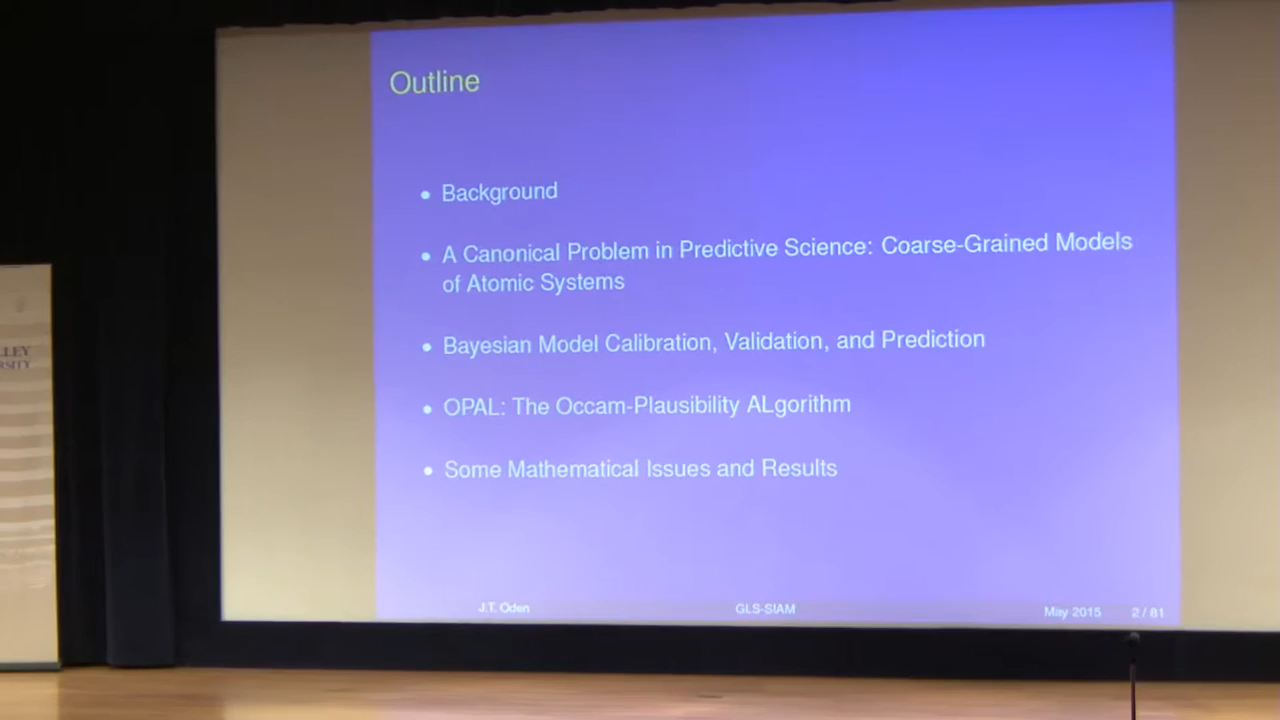 Outline
• Background
• A Canonical Problem in Predictive Science: Coarse-Grained Models
of Atomic Systems
• Bayesian Model Calibration, Validation, and Prediction
• OPAL: The Occam-Plausibility ALgorithm
• Some Mathematical Issues and Results
J.T. Oden GLS-SIAM May 2015 2 / 81
LLEY